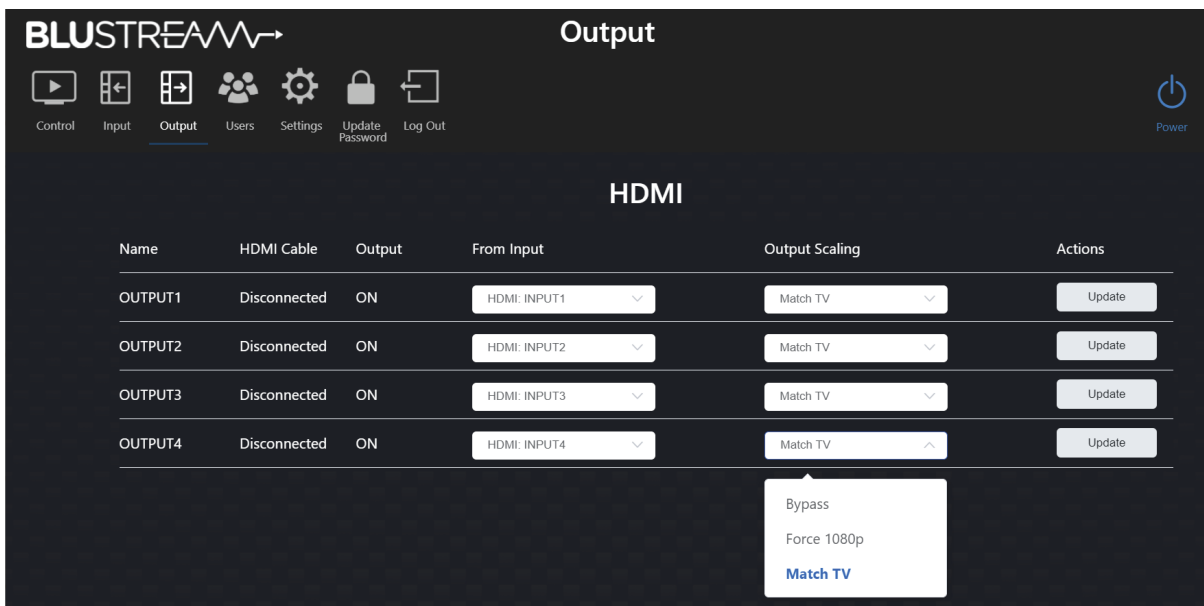 BLUSTREAM
Output
Control Input Output Users Settings Update Password Log Out
Power
HDMI
Name HDMI Cable Output From Input Output Scaling Actions
OUTPUT1 Disconnected ON HDMI: INPUT1 Match TV Update
OUTPUT2 Disconnected ON HDMI: INPUT2 Match TV Update
OUTPUT3 Disconnected ON HDMI: INPUT3 Match TV Update
OUTPUT4 Disconnected ON HDMI: INPUT4 Match TV Update
Bypass
Force 1080p
Match TV